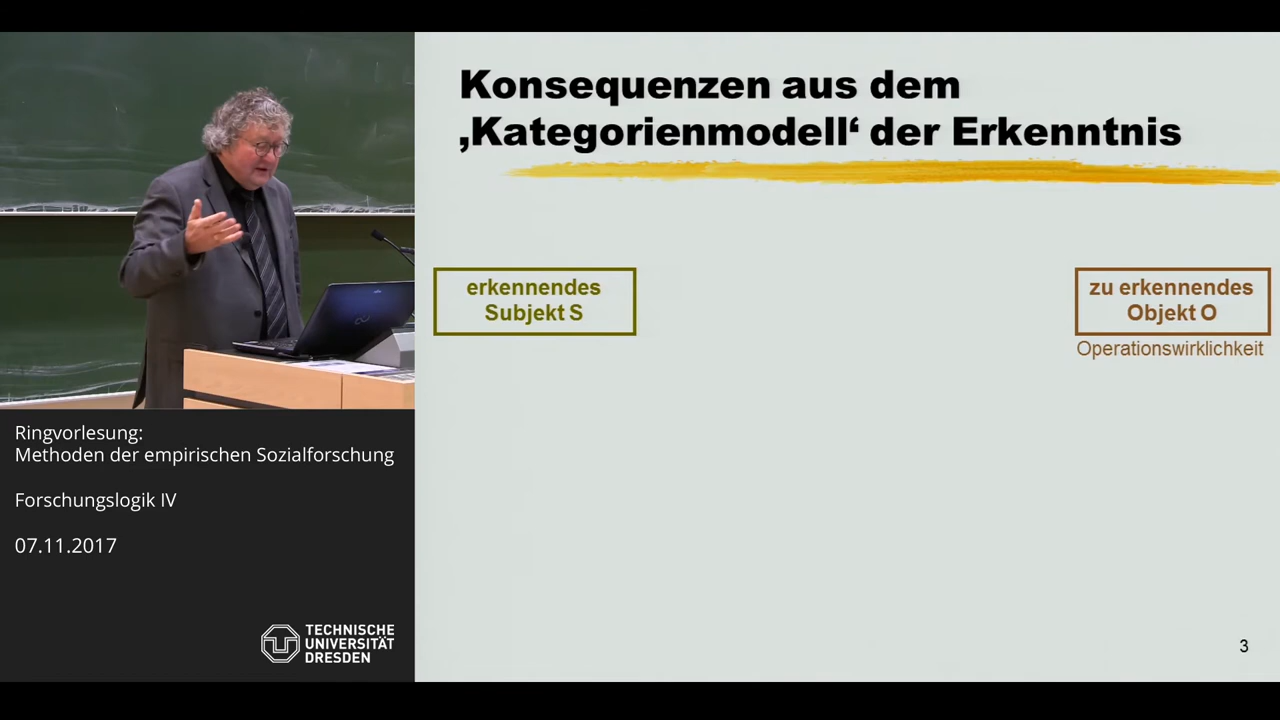 Konsequenzen aus dem
‚Kategorienmodell‘ der Erkenntnis
erkennendes
Subjekt S
zu erkennendes
Objekt O
Operationswirklichkeit
Ringvorlesung:
Methoden der empirischen Sozialforschung
Forschungslogik IV
07.11.2017
TECHNISCHE
UNIVERSITÄT
DRESDEN
3